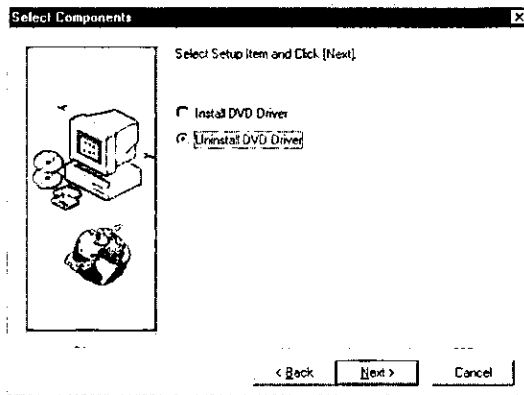 Select Components
Select Setup Item and Click [Next].
Install DVD Driver
Uninstall DVD Driver
< Back
Next >
Cancel